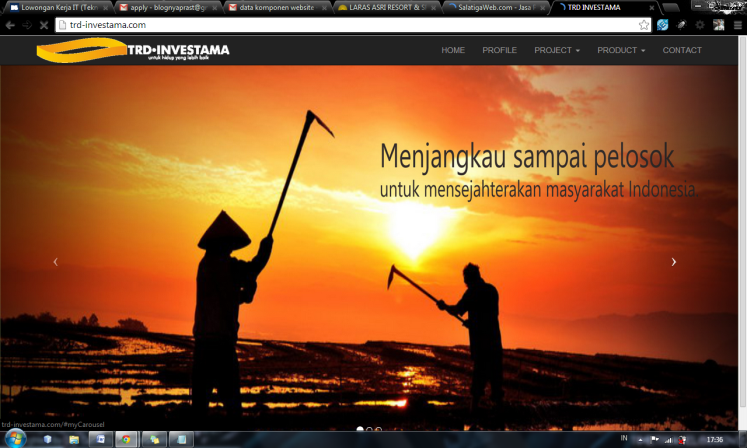 Lowongan Kerja IT (Tekn
apply - blognyaprast@g
data komponen website
LARAS ASRI RESORT & S
SalatigaWeb.com - Jasa
TRD INVESTAMA
trd-investama.com
TRD•INVESTAMA
untuk hidup yang lebih baik
HOME
PROFILE
PROJECT
PRODUCT
CONTACT
Menjangkau sampai pelosok
untuk mensejahterakan masyarakat Indonesia.
trd-investama.com/#myCarousel
IN
17:36